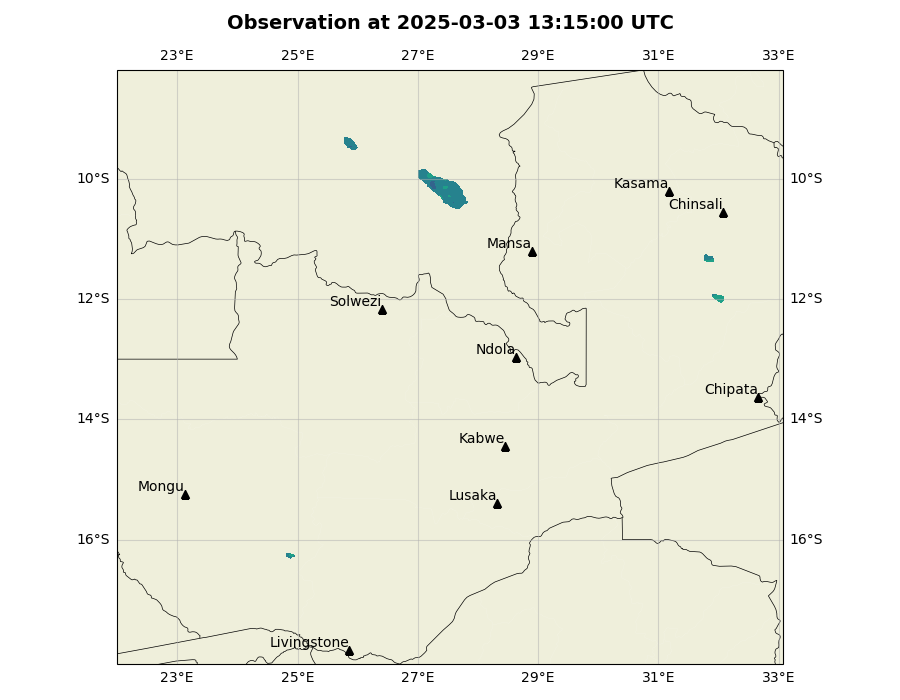 Observation at 2025-03-03 13:15:00 UTC
23°E 25°E 27°E 29°E 31°E 33°E
10°S 10°S
Kasama
Chinsali
Mansa
12°S 12°S
Solwezi
Ndola
Chipata
14°S 14°S
Kabwe
Mongu
Lusaka
16°S 16°S
Livingstone
23°E 25°E 27°E 29°E 31°E 33°E